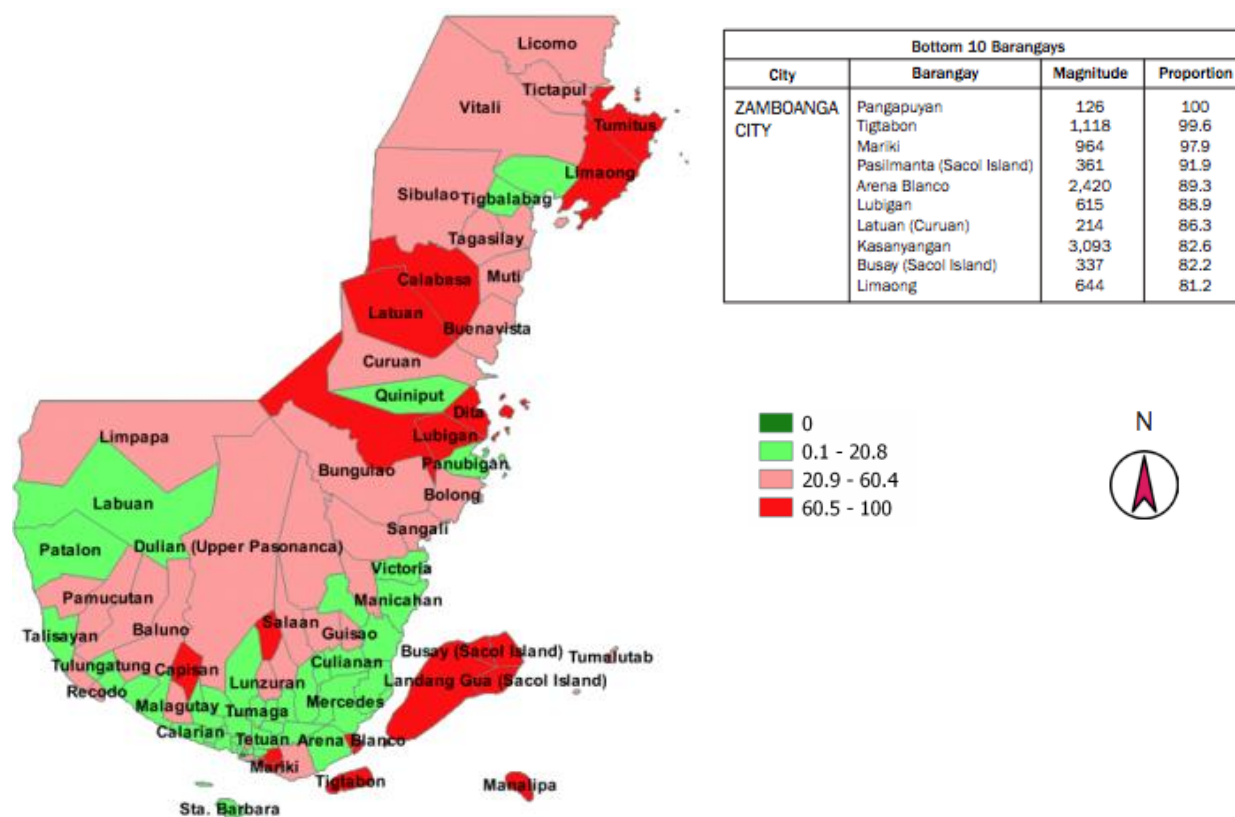 Licomo
Tictapul
Vitali
Tumitus
Limaong
Sibulao
Tigbalabag
Tagasilay
Calabasa
Muti
Latuan
Buenavista
Curuan
Quiniput
Dita
Limpapa
Lubigan
Bungulao
Panubigan
Labuan
Bolong
Sangali
Patalon
Dulian (Upper Pasonanca)
Victoria
Pamucutan
Manicahan
Talisayan
Baluno
Salaan
Guisao
Tulungatung
Capisan
Culianan
Busay (Sacol Island)
Tumalutab
Recodo
Lunzuran
Landang Gua (Sacol Island)
Malagutay
Tumaga
Mercedes
Calarian
Tetuan
Arena Blanco
Mariki
Tigtabon
Manalipa
Sta. Barbara
Bottom 10 Barangays
City Barangay Magnitude Proportion
ZAMBOANGA CITY
Pangapuyan 126 100
Tigtabon 1,118 99.6
Mariki 964 97.9
Pasilmanta (Sacol Island) 361 91.9
Arena Blanco 2,420 89.3
Lubigan 615 88.9
Latuan (Curuan) 214 86.3
Kasanyangan 3,093 82.6
Busay (Sacol Island) 337 82.2
Limaong 644 81.2
0
0.1 - 20.8
20.9 - 60.4
60.5 - 100
N